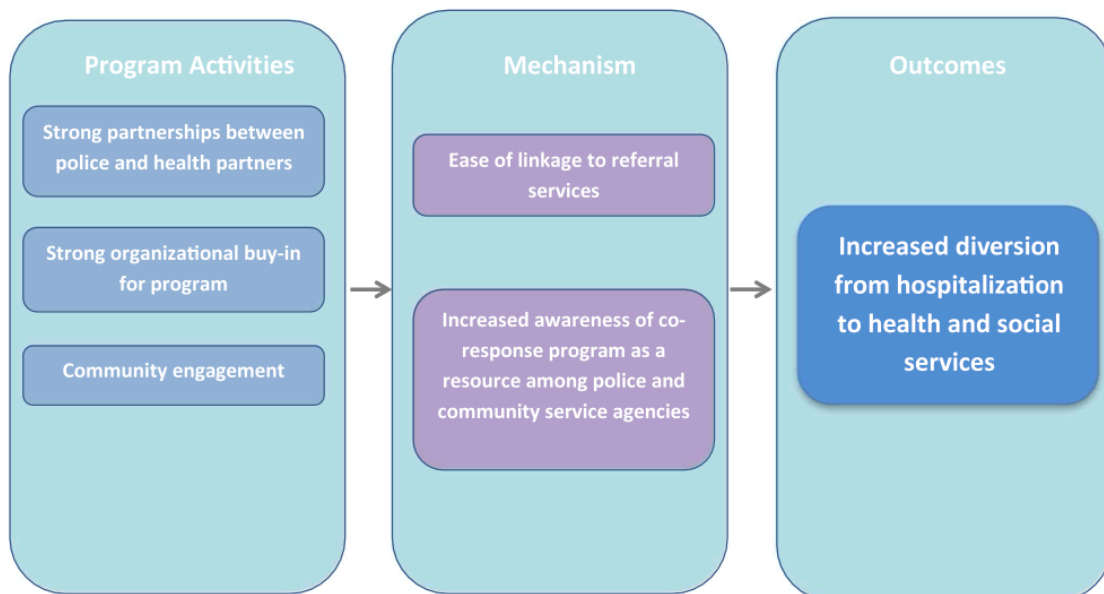 Program Activities
Strong partnerships between
police and health partners
Strong organizational buy-in
for program
Community engagement
Mechanism
Ease of linkage to referral
services
Increased awareness of co-
response program as a
resource among police and
community service agencies
Outcomes
Increased diversion
from hospitalization
to health and social
services